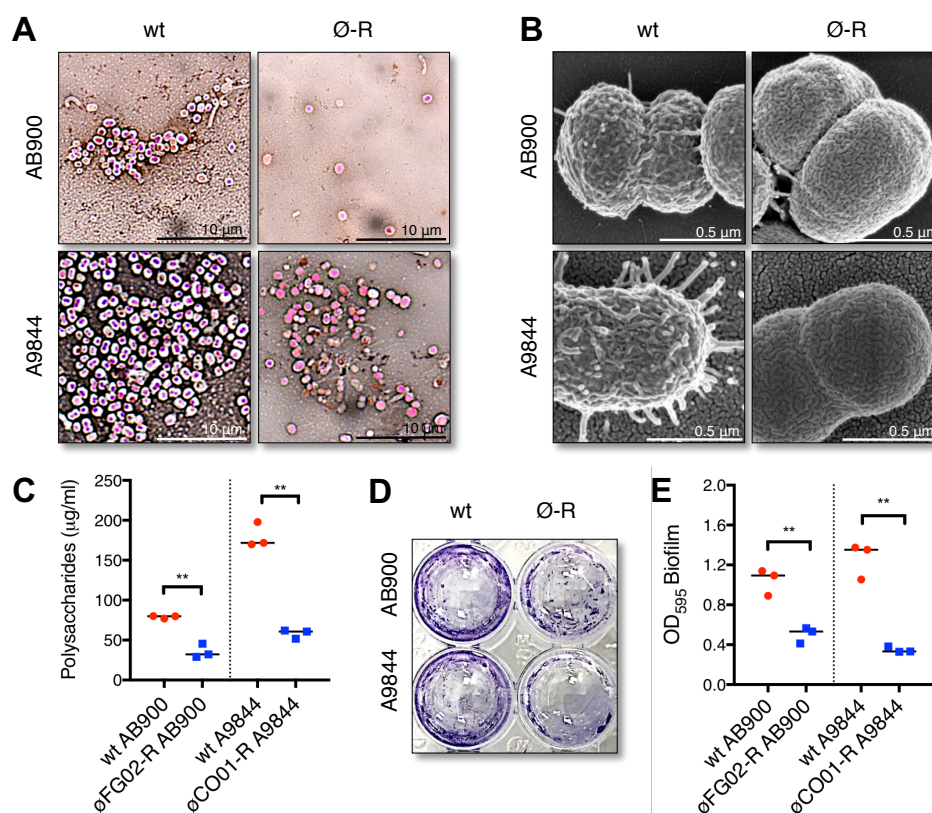 A
wt
Ø-R
AB900
10 µm
10 µm
A9844
10 µm
10 µm
B
wt
Ø-R
AB900
0.5 µm
0.5 µm
A9844
0.5 µm
0.5 µm
C
Polysaccharides (µg/ml)
250
200
150
100
50
0
**
**
wt AB900
øFG02-R AB900
wt A9844
øCO01-R A9844
D
wt
Ø-R
AB900
A9844
E
OD595 Biofilm
2.0
1.6
1.2
0.8
0.4
0.0
**
**
wt AB900
øFG02-R AB900
wt A9844
øCO01-R A9844